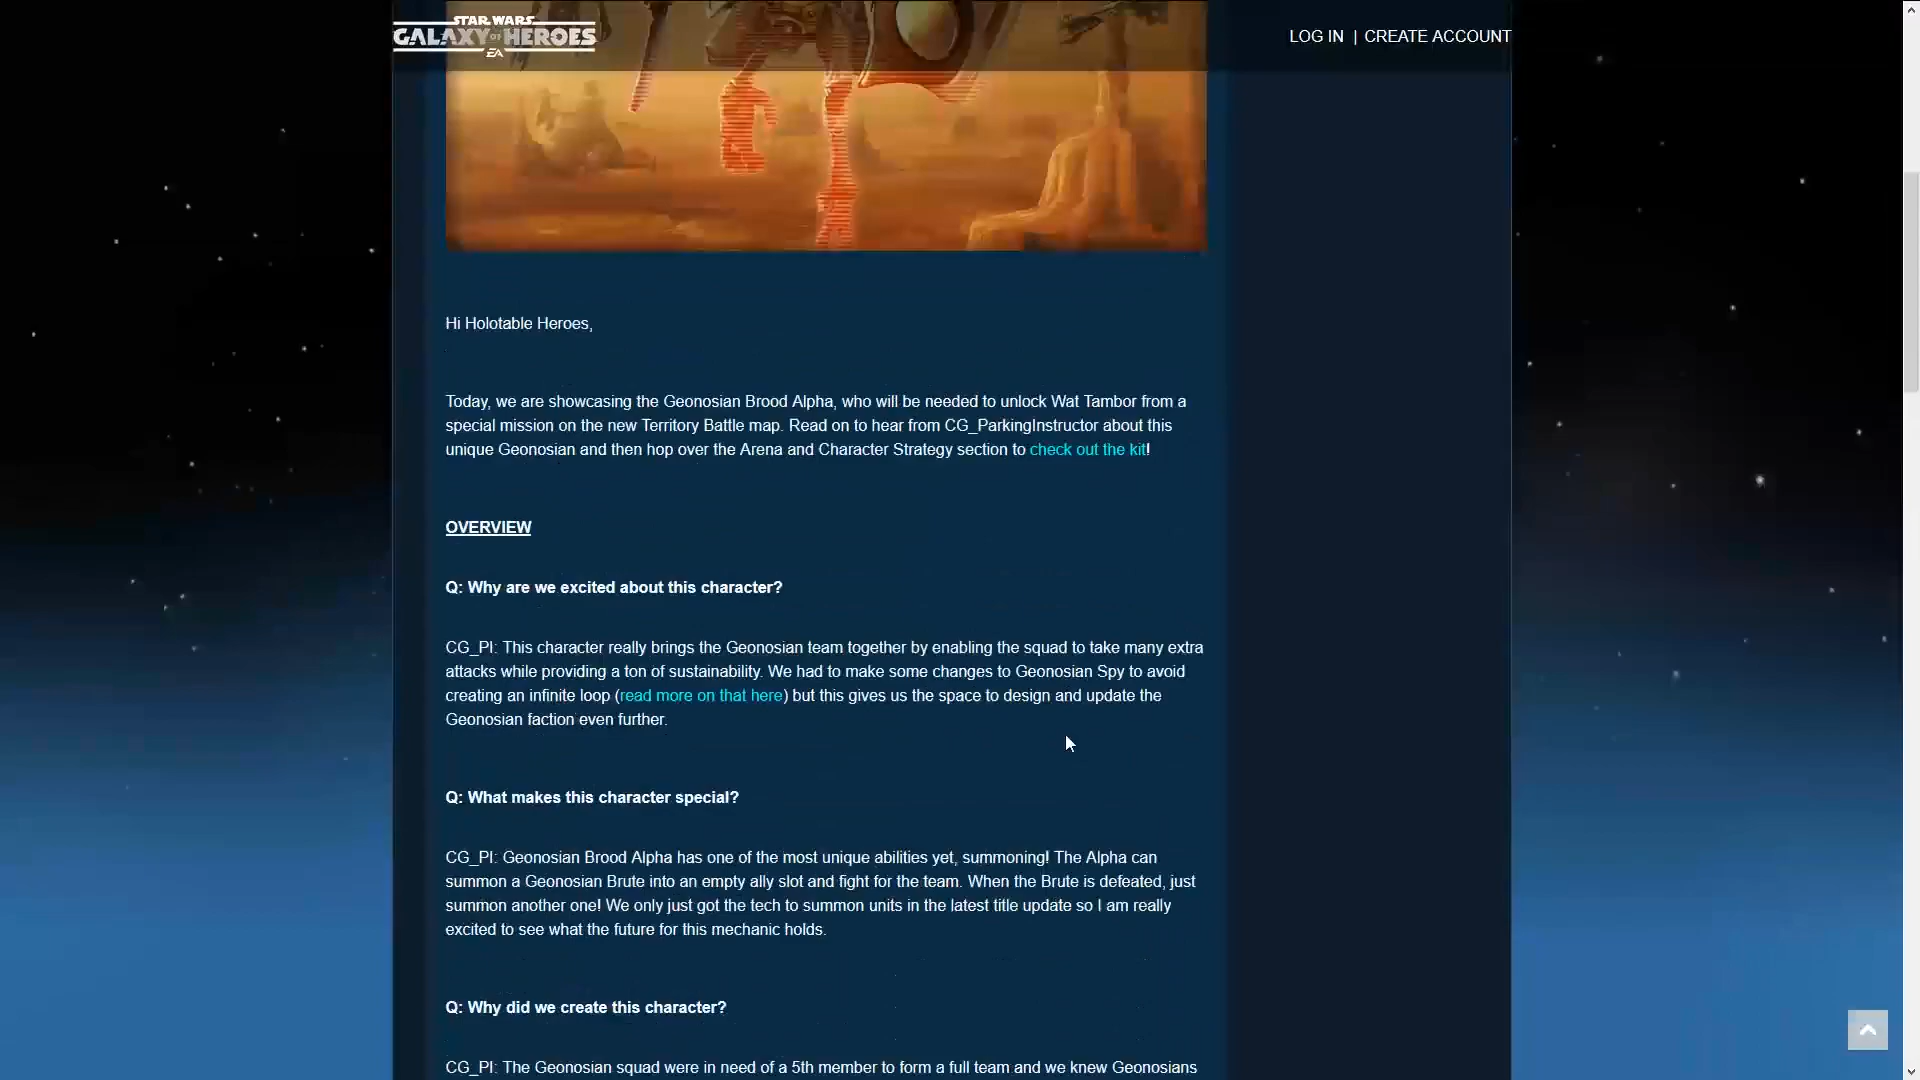 STAR WARS
GALAXY OF HEROES
EA
LOG IN | CREATE ACCOUNT
Hi Holotable Heroes,
Today, we are showcasing the Geonosian Brood Alpha, who will be needed to unlock Wat Tambor from a
special mission on the new Territory Battle map. Read on to hear from CG_ParkingInstructor about this
unique Geonosian and then hop over the Arena and Character Strategy section to check out the kit!
OVERVIEW
Q: Why are we excited about this character?
CG_PI: This character really brings the Geonosian team together by enabling the squad to take many extra
attacks while providing a ton of sustainability. We had to make some changes to Geonosian Spy to avoid
creating an infinite loop (read more on that here) but this gives us the space to design and update the
Geonosian faction even further.
Q: What makes this character special?
CG_PI: Geonosian Brood Alpha has one of the most unique abilities yet, summoning! The Alpha can
summon a Geonosian Brute into an empty ally slot and fight for the team. When the Brute is defeated, just
summon another one! We only just got the tech to summon units in the latest title update so I am really
excited to see what the future for this mechanic holds.
Q: Why did we create this character?
CG_PI: The Geonosian squad were in need of a 5th member to form a full team and we knew Geonosians